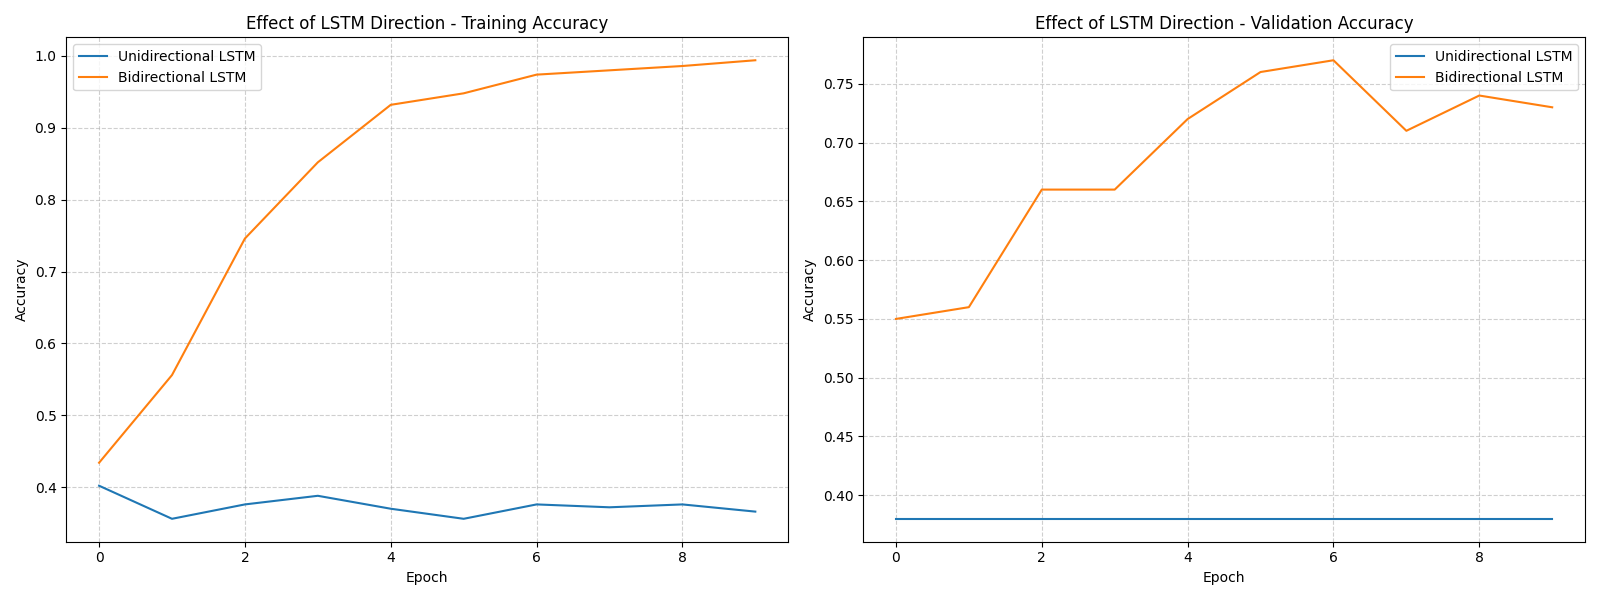 Effect of LSTM Direction - Training Accuracy
Unidirectional LSTM
Bidirectional LSTM
1.0
0.9
0.8
0.7
0.6
0.5
0.4
Accuracy
0 2 4 6 8
Epoch
Effect of LSTM Direction - Validation Accuracy
Unidirectional LSTM
Bidirectional LSTM
0.75
0.70
0.65
0.60
0.55
0.50
0.45
0.40
Accuracy
0 2 4 6 8
Epoch